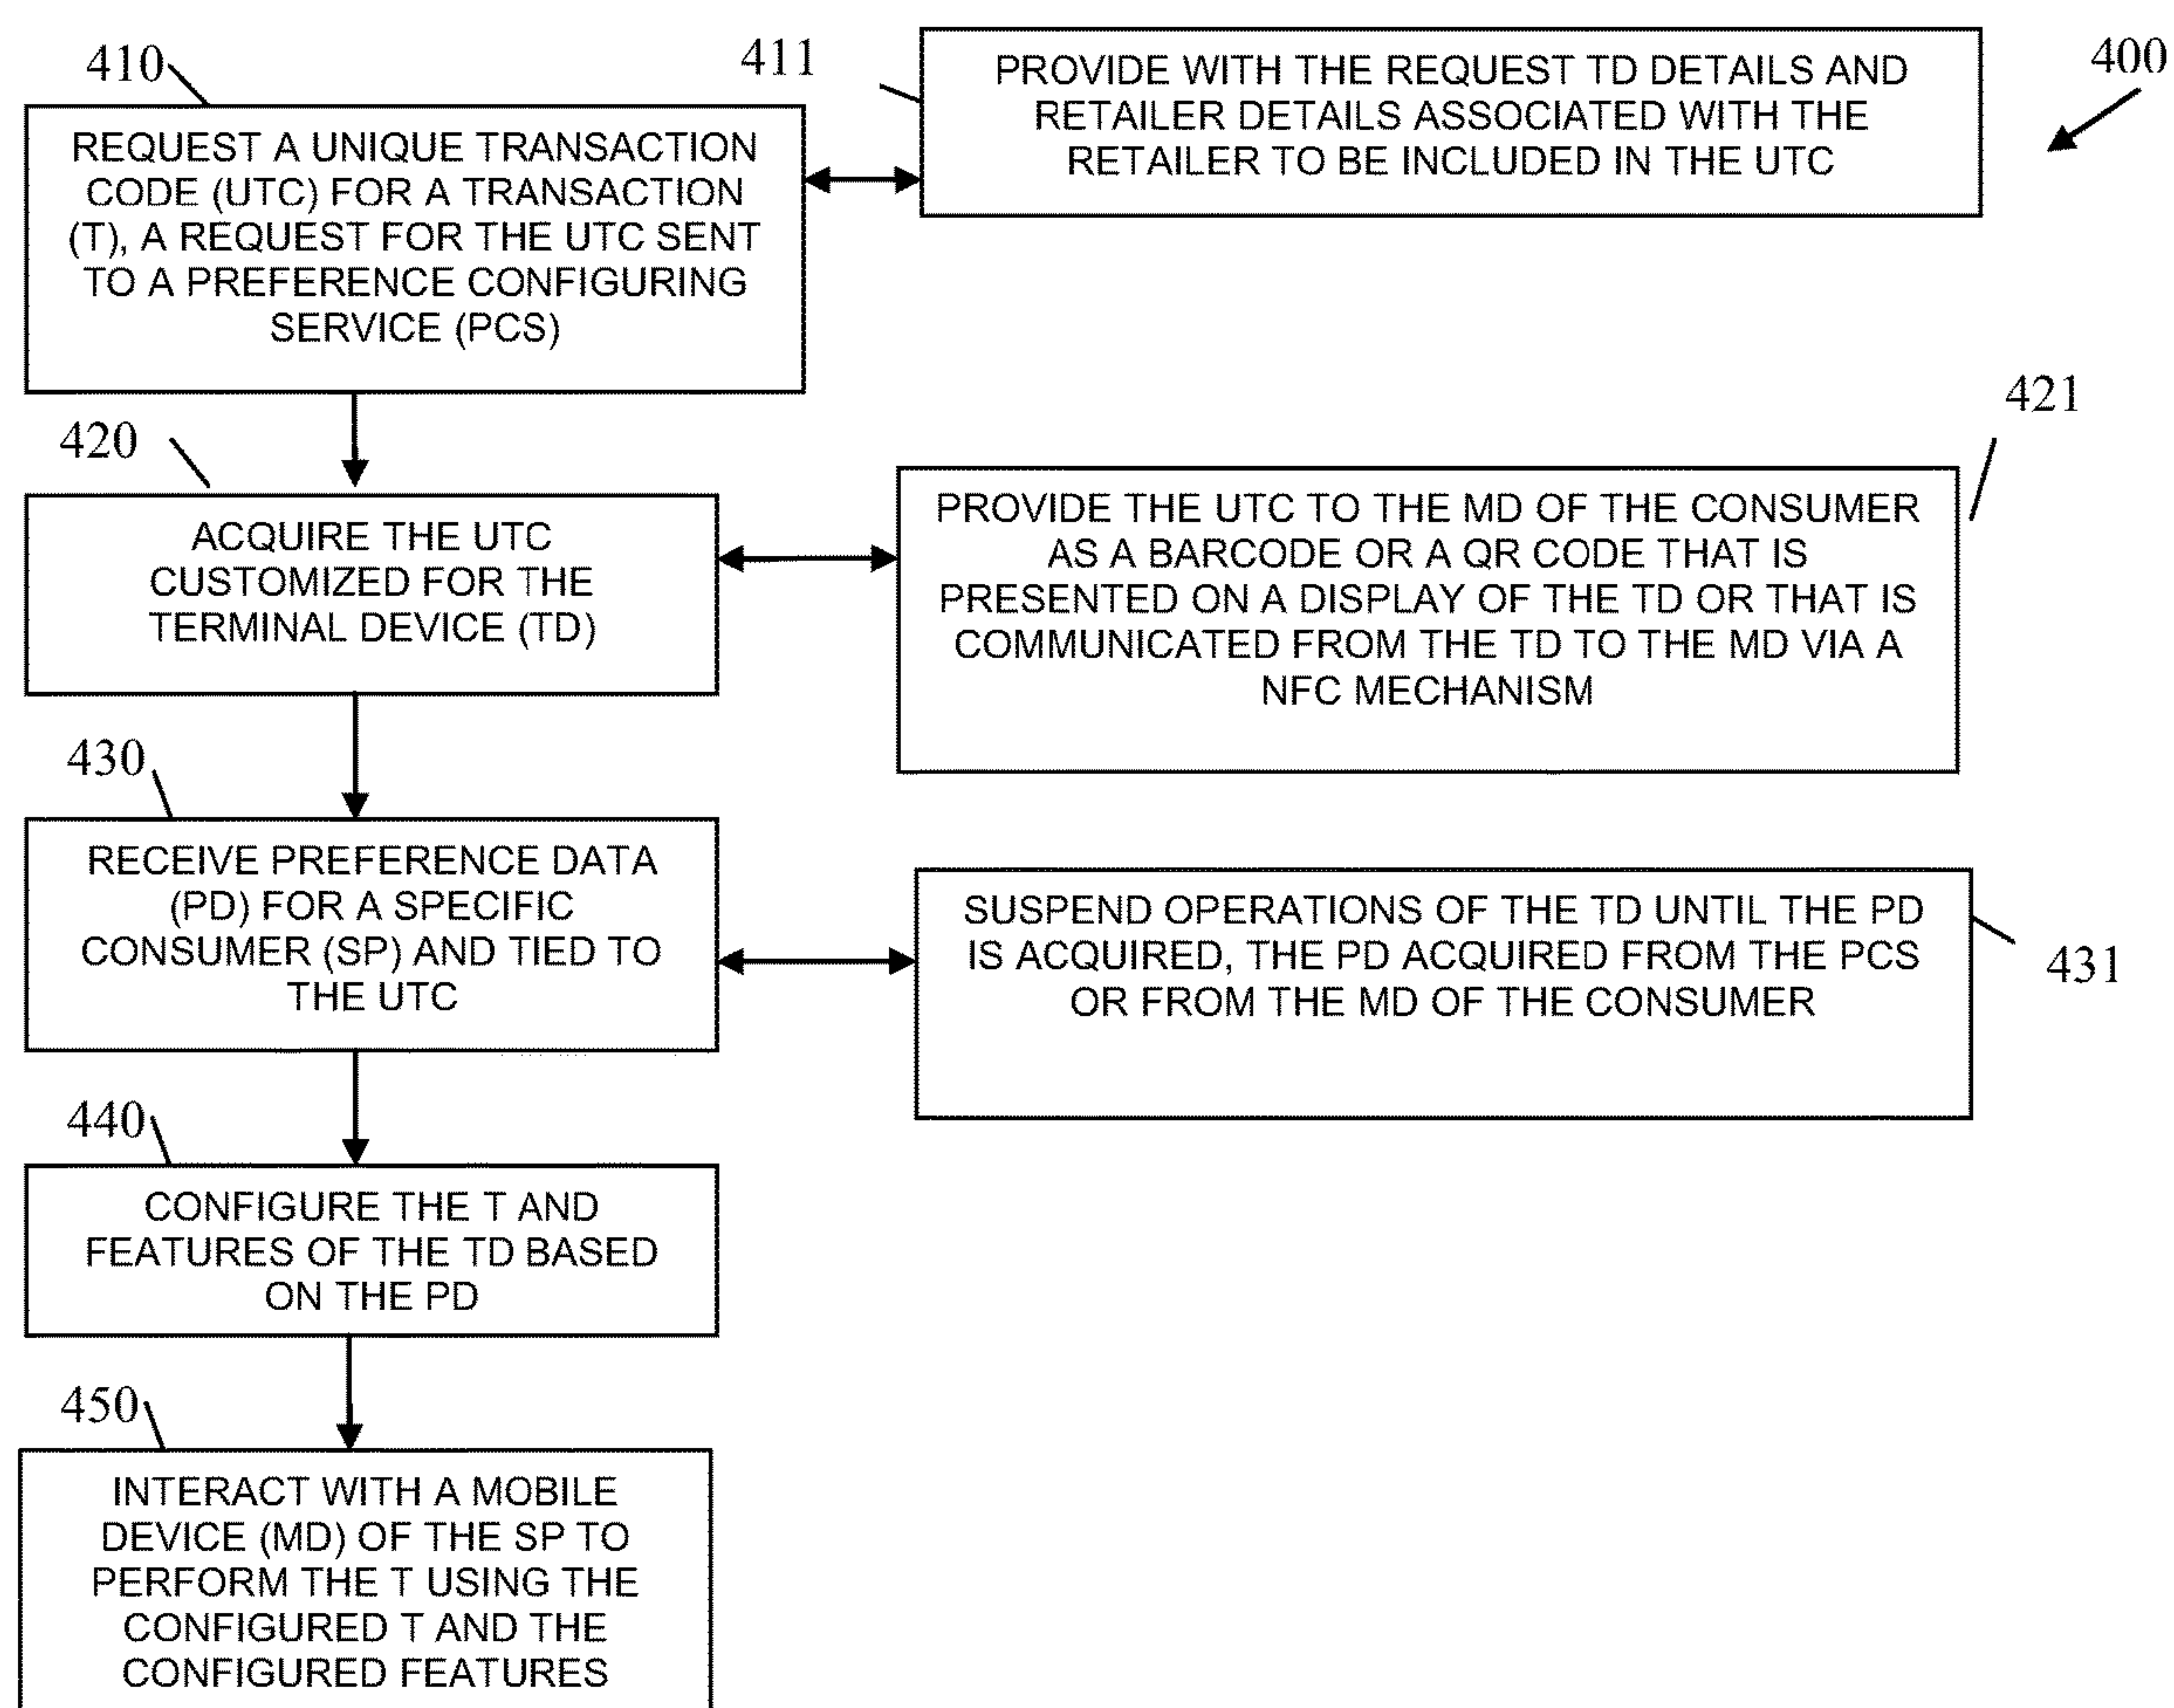 410
REQUEST A UNIQUE TRANSACTION
CODE (UTC) FOR A TRANSACTION
(T), A REQUEST FOR THE UTC SENT
TO A PREFERENCE CONFIGURING
SERVICE (PCS)
411
PROVIDE WITH THE REQUEST TD DETAILS AND
RETAILER DETAILS ASSOCIATED WITH THE
RETAILER TO BE INCLUDED IN THE UTC
400
420
ACQUIRE THE UTC
CUSTOMIZED FOR THE
TERMINAL DEVICE (TD)
421
PROVIDE THE UTC TO THE MD OF THE CONSUMER
AS A BARCODE OR A QR CODE THAT IS
PRESENTED ON A DISPLAY OF THE TD OR THAT IS
COMMUNICATED FROM THE TD TO THE MD VIA A
NFC MECHANISM
430
RECEIVE PREFERENCE DATA
(PD) FOR A SPECIFIC
CONSUMER (SP) AND TIED TO
THE UTC
SUSPEND OPERATIONS OF THE TD UNTIL THE PD
IS ACQUIRED, THE PD ACQUIRED FROM THE PCS
OR FROM THE MD OF THE CONSUMER
431
440
CONFIGURE THE T AND
FEATURES OF THE TD BASED
ON THE PD
450
INTERACT WITH A MOBILE
DEVICE (MD) OF THE SP TO
PERFORM THE T USING THE
CONFIGURED T AND THE
CONFIGURED FEATURES